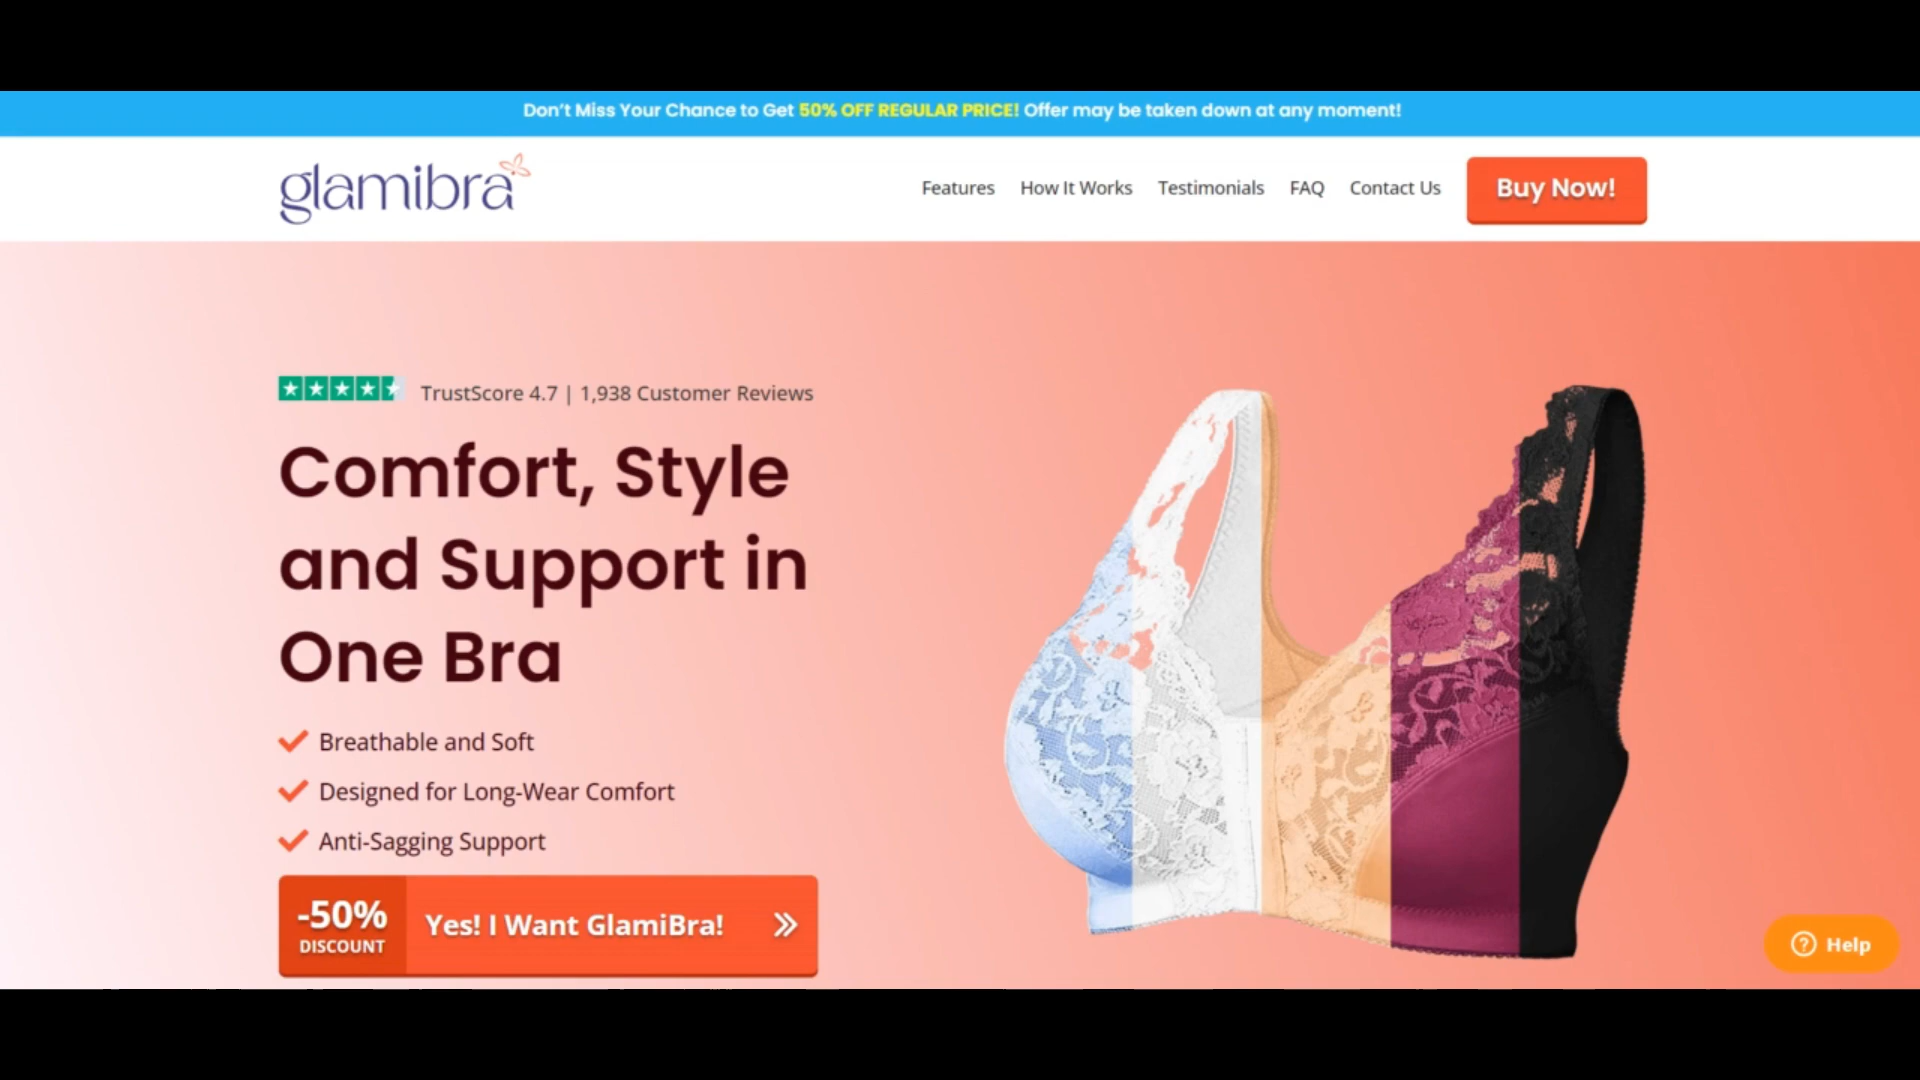 Don't Miss Your Chance to Get 50% OFF REGULAR PRICE! Offer may be taken down at any moment!
glamibra
Features How It Works Testimonials FAQ Contact Us Buy Now!
TrustScore 4.7 | 1,938 Customer Reviews
Comfort, Style
and Support in
One Bra
Breathable and Soft
Designed for Long-Wear Comfort
Anti-Sagging Support
-50%
DISCOUNT
Yes! I Want GlamiBra!
Help